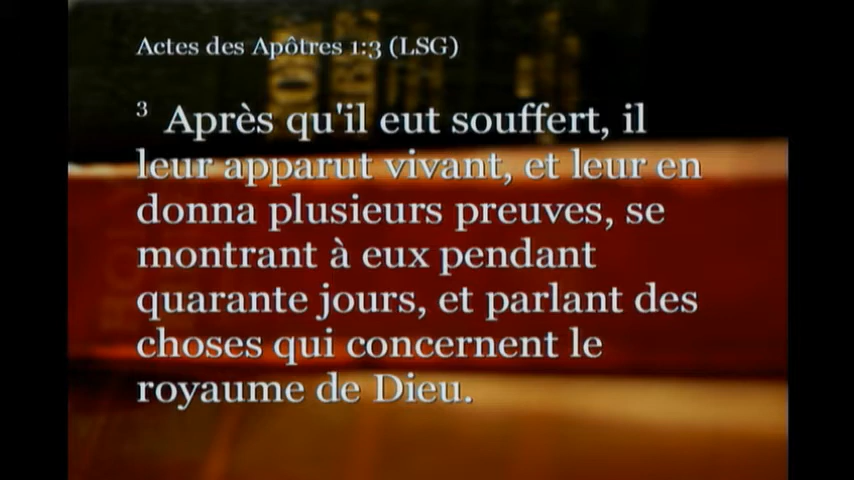 Actes des Apôtres 1:3 (LSG)
3 Après qu'il eut souffert, il
leur apparut vivant, et leur en
donna plusieurs preuves, se
montrant à eux pendant
quarante jours, et parlant des
choses qui concernent le
royaume de Dieu.